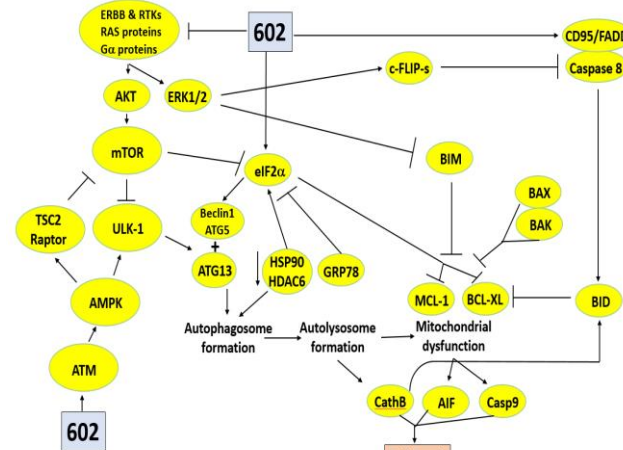 ERBB & RTKs
RAS proteins
Gα proteins
602
CD95/FADD
Caspase 8
c-FLIP-s
AKT
ERK1/2
mTOR
eIF2α
BIM
TSC2
Raptor
ULK-1
Beclin1
ATG5
+
ATG13
HSP90
HDAC6
GRP78
BAX
BAK
MCL-1
BCL-XL
BID
AMPK
Autophagosome
formation
Autolysosome
formation
Mitochondrial
dysfunction
ATM
CathB
AIF
Casp9
602